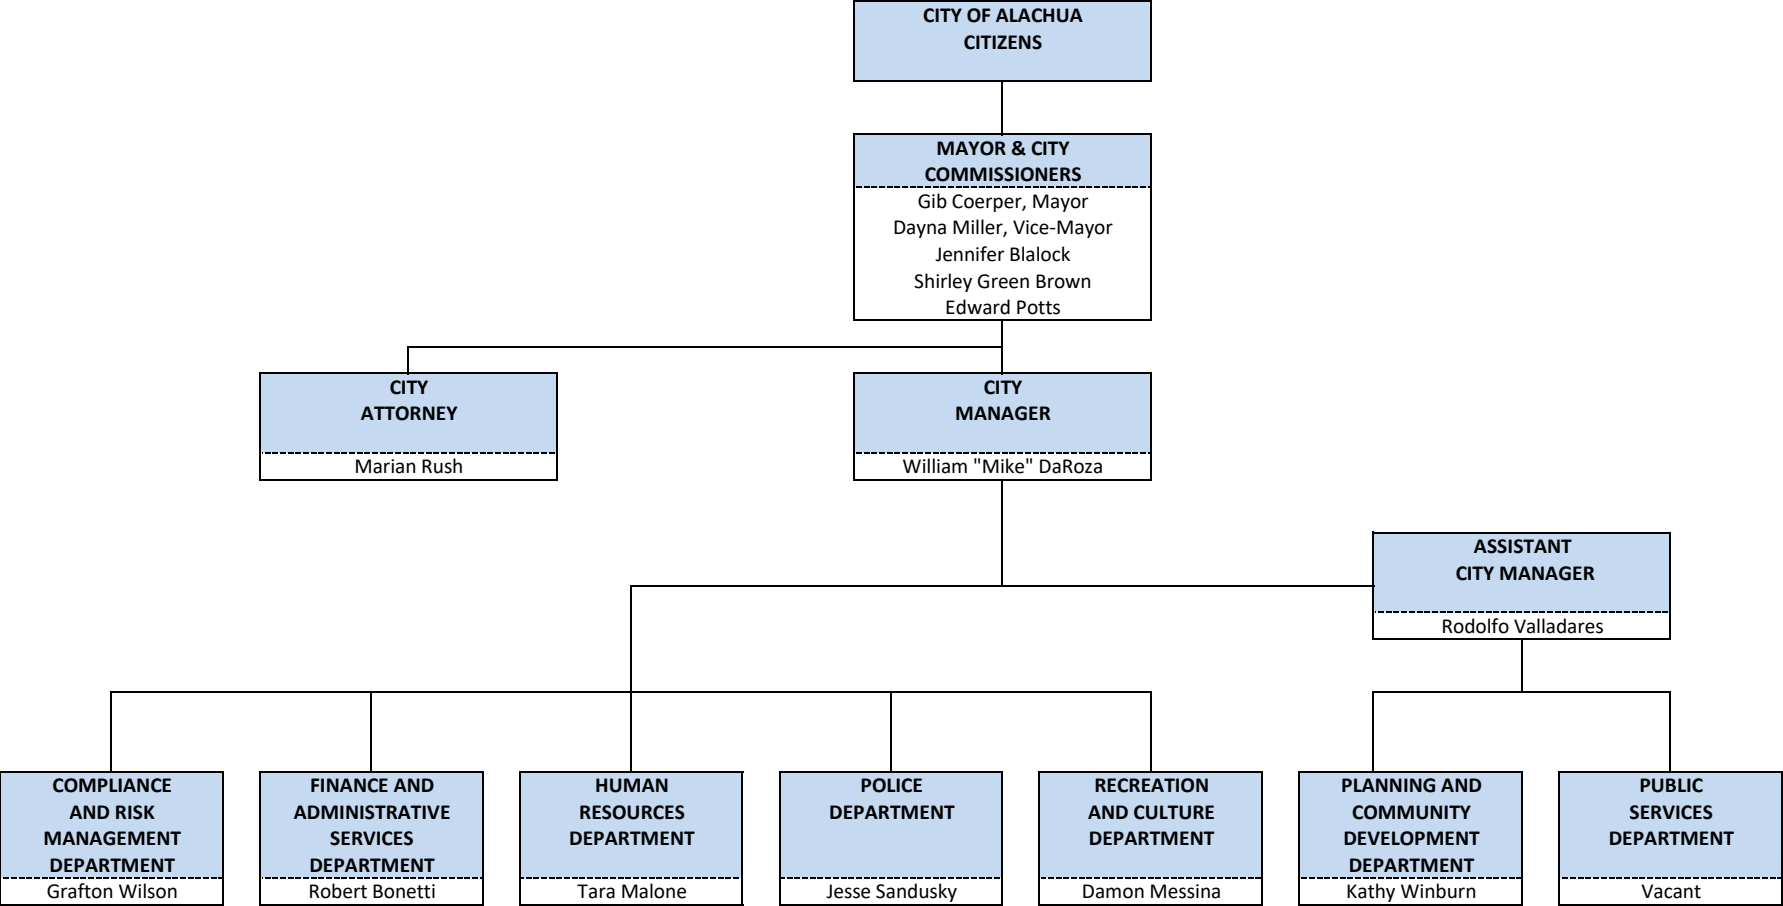 CITY OF ALACHUA
CITIZENS
MAYOR & CITY
COMMISSIONERS
Gib Coerper, Mayor
Dayna Miller, Vice-Mayor
Jennifer Blalock
Shirley Green Brown
Edward Potts
CITY
ATTORNEY
Marian Rush
CITY
MANAGER
William "Mike" DaRoza
ASSISTANT
CITY MANAGER
Rodolfo Valladares
COMPLIANCE
AND RISK
MANAGEMENT
DEPARTMENT
Grafton Wilson
FINANCE AND
ADMINISTRATIVE
SERVICES
DEPARTMENT
Robert Bonetti
HUMAN
RESOURCES
DEPARTMENT
Tara Malone
POLICE
DEPARTMENT
Jesse Sandusky
RECREATION
AND CULTURE
DEPARTMENT
Damon Messina
PLANNING AND
COMMUNITY
DEVELOPMENT
DEPARTMENT
Kathy Winburn
PUBLIC
SERVICES
DEPARTMENT
Vacant